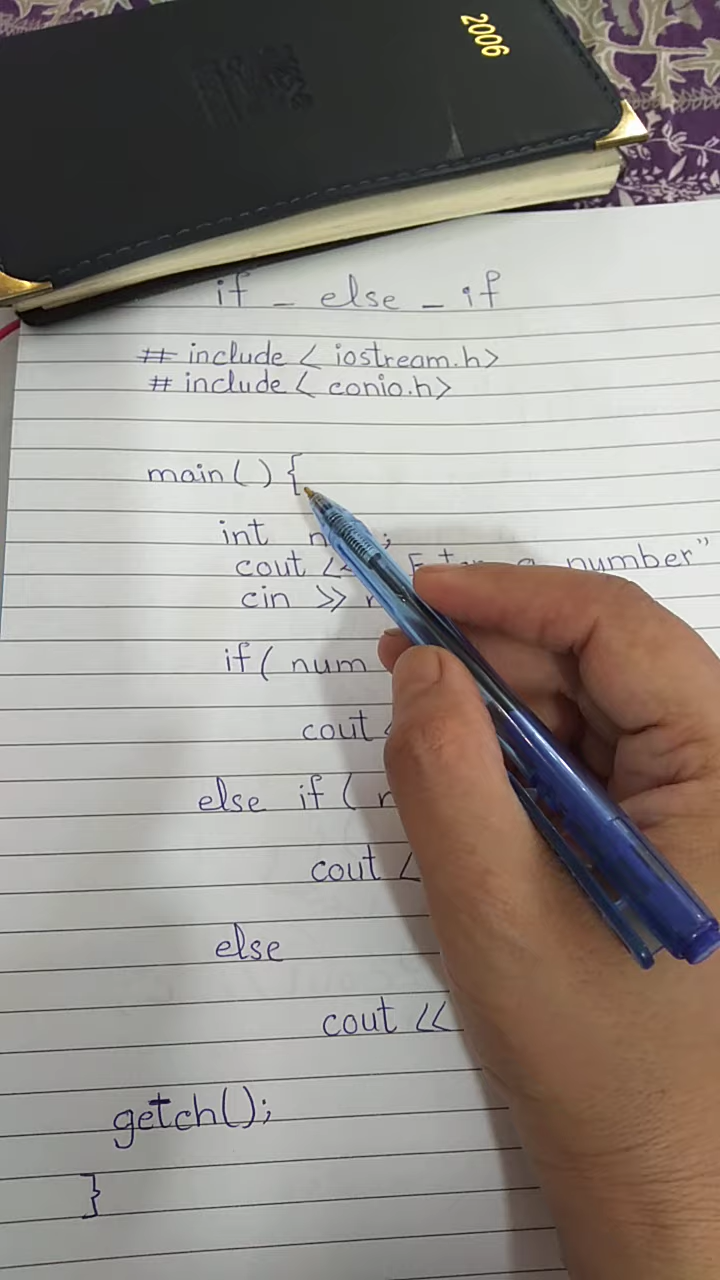 2006
if - else - if
# include < iostream.h>
# include < conio.h>
main() {
int ;
cout << a number"
cin >>
if( num
cout
else if (
cout <
else
cout <<
getch();
}